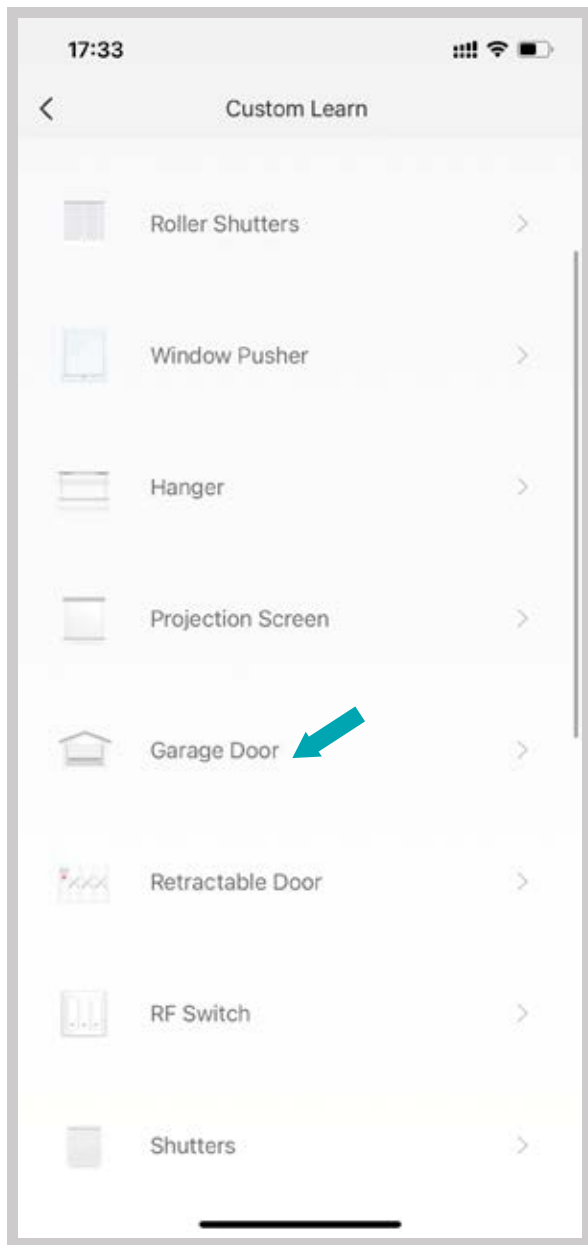 17:33
Custom Learn
Roller Shutters
Window Pusher
Hanger
Projection Screen
Garage Door
Retractable Door
RF Switch
Shutters